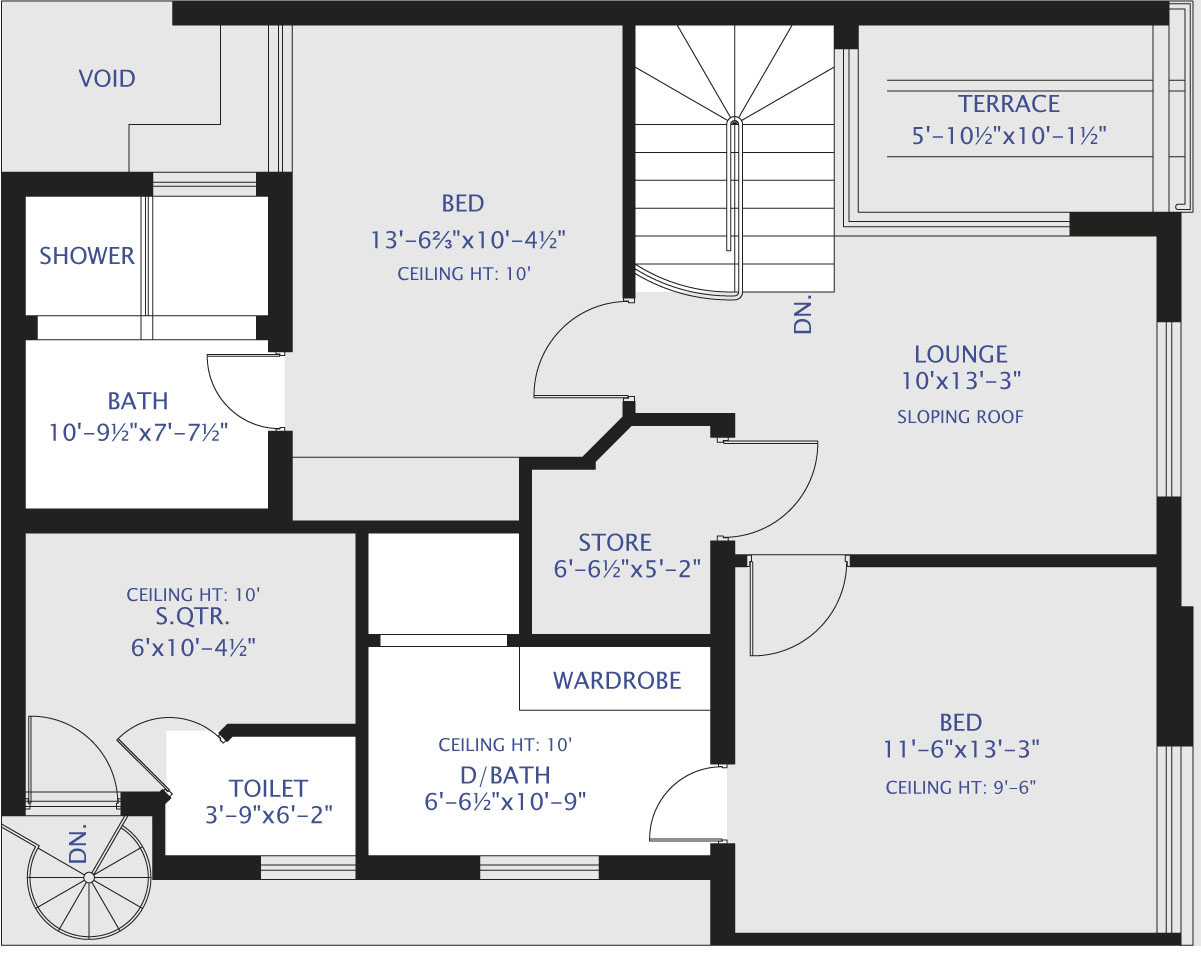 VOID
TERRACE
5'–10½"x10'–1½"
BED
13'–6⅔"x10'–4½"
CEILING HT: 10'
SHOWER
DN.
LOUNGE
10'x13'–3"
SLOPING ROOF
BATH
10'–9½"x7'–7½"
STORE
6'–6½"x5'–2"
CEILING HT: 10'
S.QTR.
6'x10'–4½"
WARDROBE
BED
11'–6"x13'–3"
CEILING HT: 9'–6"
CEILING HT: 10'
D/BATH
6'–6½"x10'–9"
TOILET
3'–9"x6'–2"
DN.